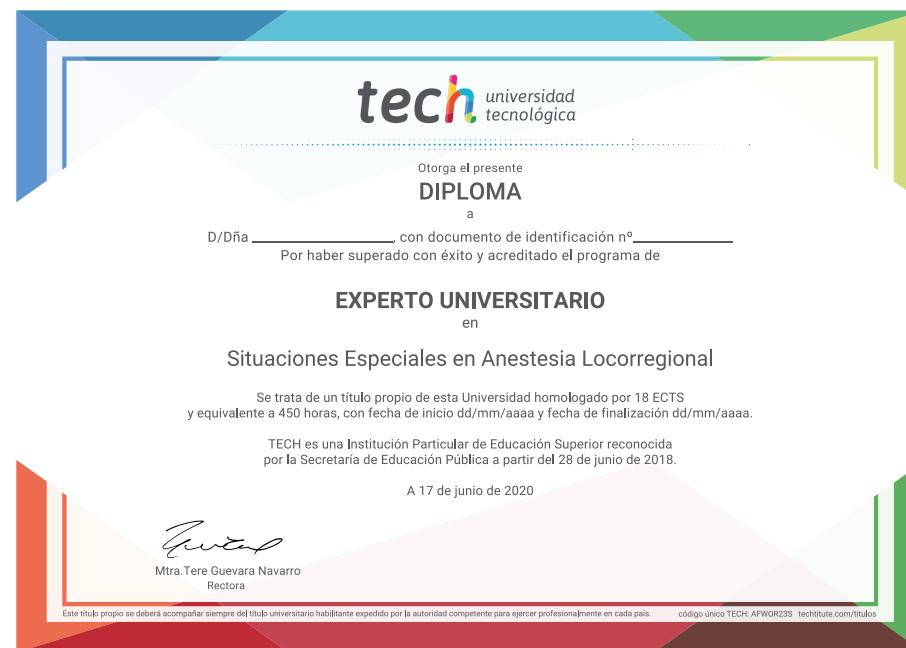 tech universidad
tecnológica
Otorga el presente
DIPLOMA
a
D/Dña ________________, con documento de identificación nº____________
Por haber superado con éxito y acreditado el programa de
EXPERTO UNIVERSITARIO
en
Situaciones Especiales en Anestesia Locorregional
Se trata de un título propio de esta Universidad homologado por 18 ECTS
y equivalente a 450 horas, con fecha de inicio dd/mm/aaaa y fecha de finalización dd/mm/aaaa.
TECH es una Institución Particular de Educación Superior reconocida
por la Secretaría de Educación Pública a partir del 28 de junio de 2018.
A 17 de junio de 2020
Mtra.Tere Guevara Navarro
Rectora
Este título propio se deberá acompañar siempre del título universitario habilitante expedido por la autoridad competente para ejercer profesionalmente en cada país. código único TECH: AFWOR23S techtitute.com/titulos